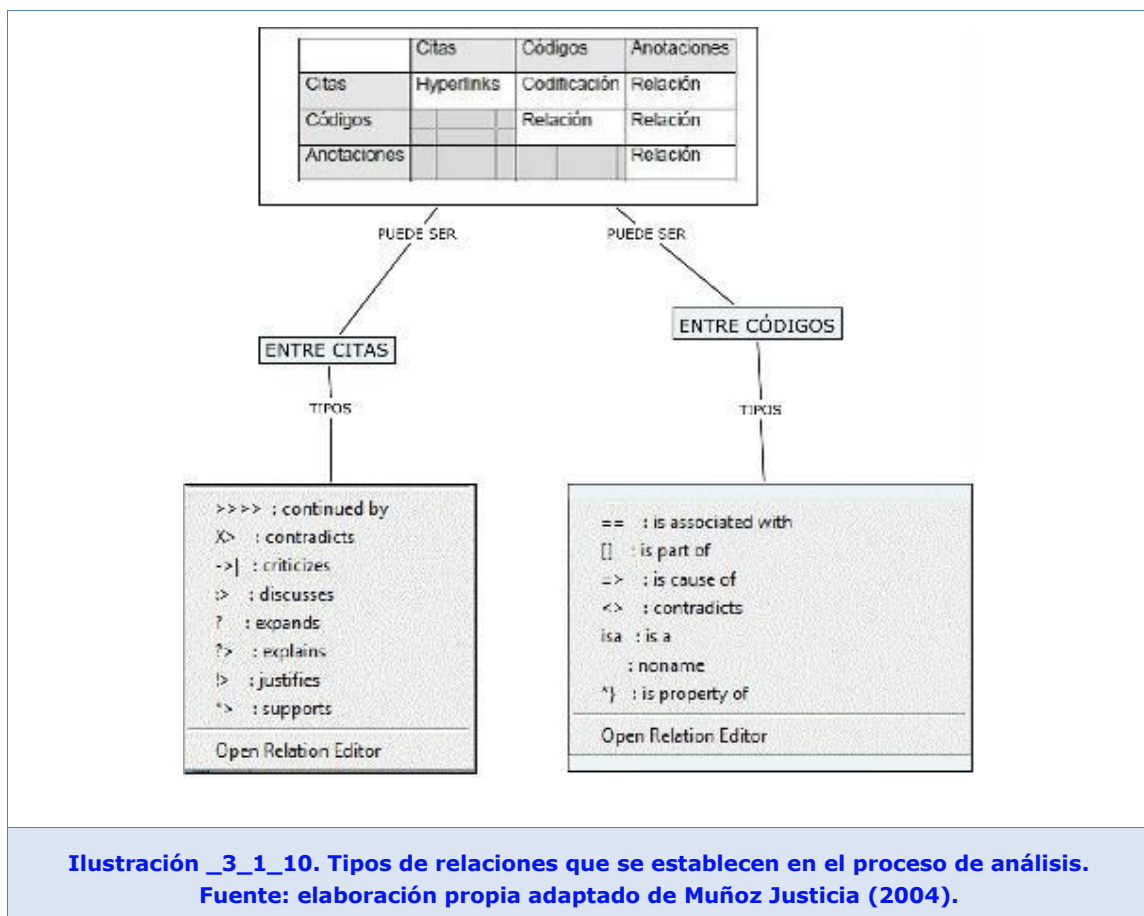 Citas Códigos Anotaciones
Citas Hyperlinks Codificación Relación
Códigos Relación Relación
Anotaciones Relación
PUEDE SER PUEDE SER
ENTRE CITAS
ENTRE CÓDIGOS
TIPOS
TIPOS
>>>> : continued by
X> : contradicts
->| : criticizes
:> : discusses
? : expands
?> : explains
!> : justifies
*> : supports
Open Relation Editor
== : is associated with
[] : is part of
=> : is cause of
<> : contradicts
isa : is a
: noname
*} : is property of
Open Relation Editor
Ilustración _3_1_10. Tipos de relaciones que se establecen en el proceso de análisis.
Fuente: elaboración propia adaptado de Muñoz Justicia (2004).